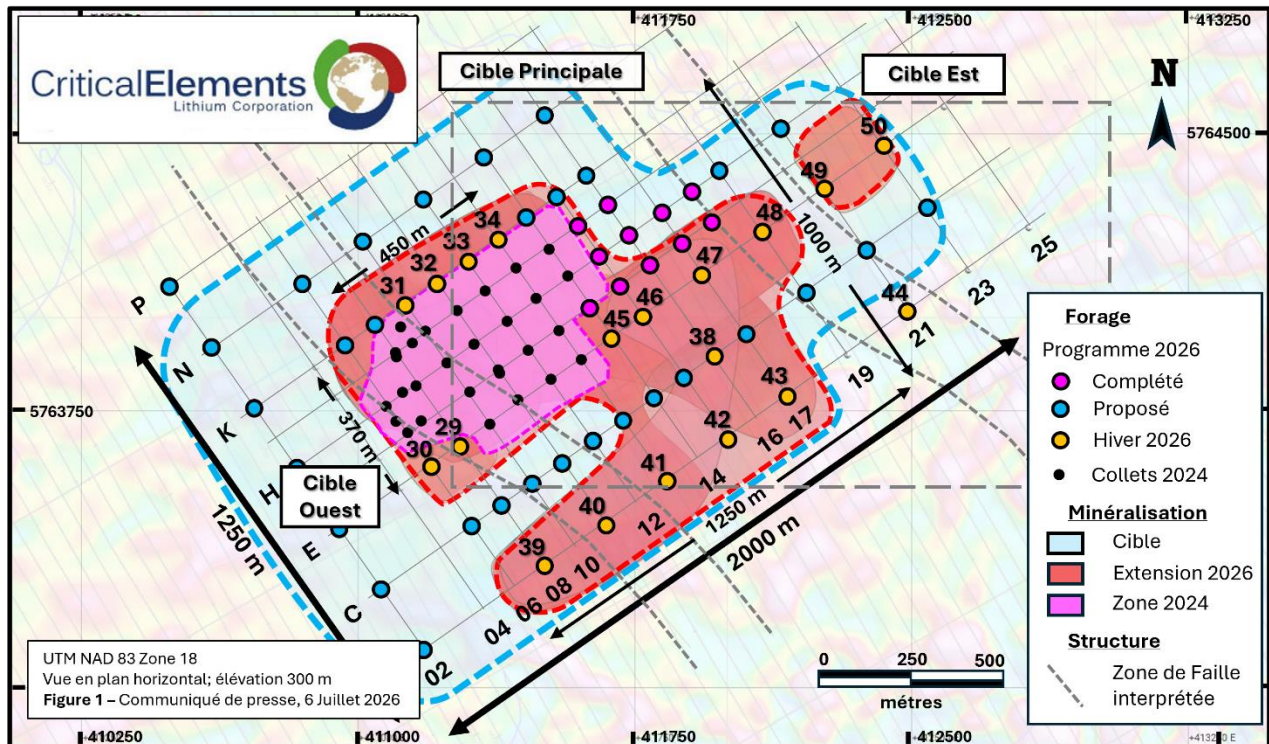 410250
411000
411750
412500
413250
CriticalElements
Lithium Corporation
Cible Principale
Cible Est
N
5764500
50
49
48
1000 m
47
46
45
44
38
43
42
41
40
39
34
33
32
31
450 m
370 m
29
30
25
23
21
19
17
16
14
12
10
08
06
04
02
P
N
K
H
E
C
5763750
Cible
Ouest
1250 m
1250 m
2000 m
Forage
Programme 2026
Complété
Proposé
Hiver 2026
Collets 2024
Minéralisation
Cible
Extension 2026
Zone 2024
Structure
Zone de Faille
interprétée
UTM NAD 83 Zone 18
Vue en plan horizontal; élévation 300 m
Figure 1 – Communiqué de presse, 6 Juillet 2026
0 250 500
métres
410250
411000
411750
412500